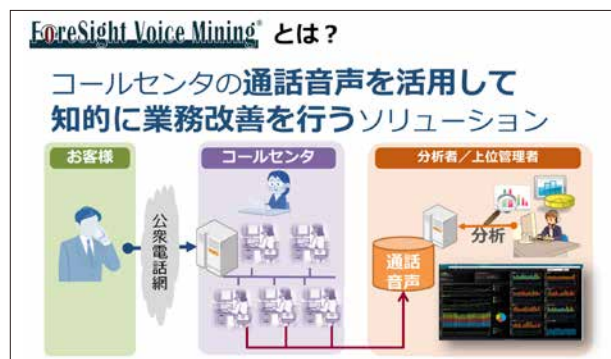 ForeSight Voice Mining® とは？
コールセンタの通話音声を活用して
知的に業務改善を行うソリューション
お客様
コールセンタ
分析者／上位管理者
公衆電話網
分析
通話
音声